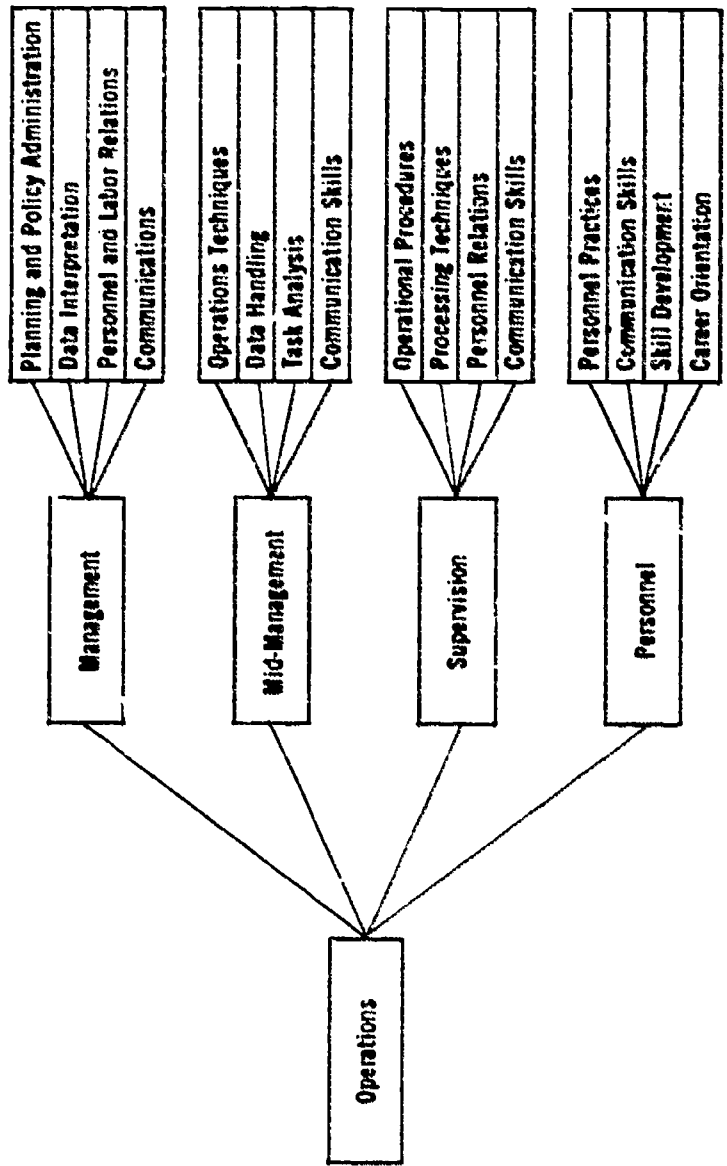 Operations
Management
Planning and Policy Administration
Data Interpretation
Personnel and Labor Relations
Communications
Mid-Management
Operations Techniques
Data Handling
Task Analysis
Communication Skills
Supervision
Operational Procedures
Processing Techniques
Personnel Relations
Communication Skills
Personnel
Personnel Practices
Communication Skills
Skill Development
Career Orientation